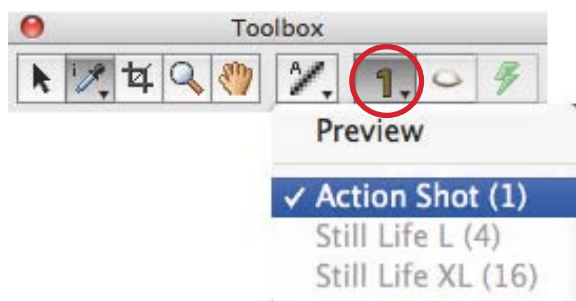 Toolbox
i A 1
Preview
✓ Action Shot (1)
Still Life L (4)
Still Life XL (16)